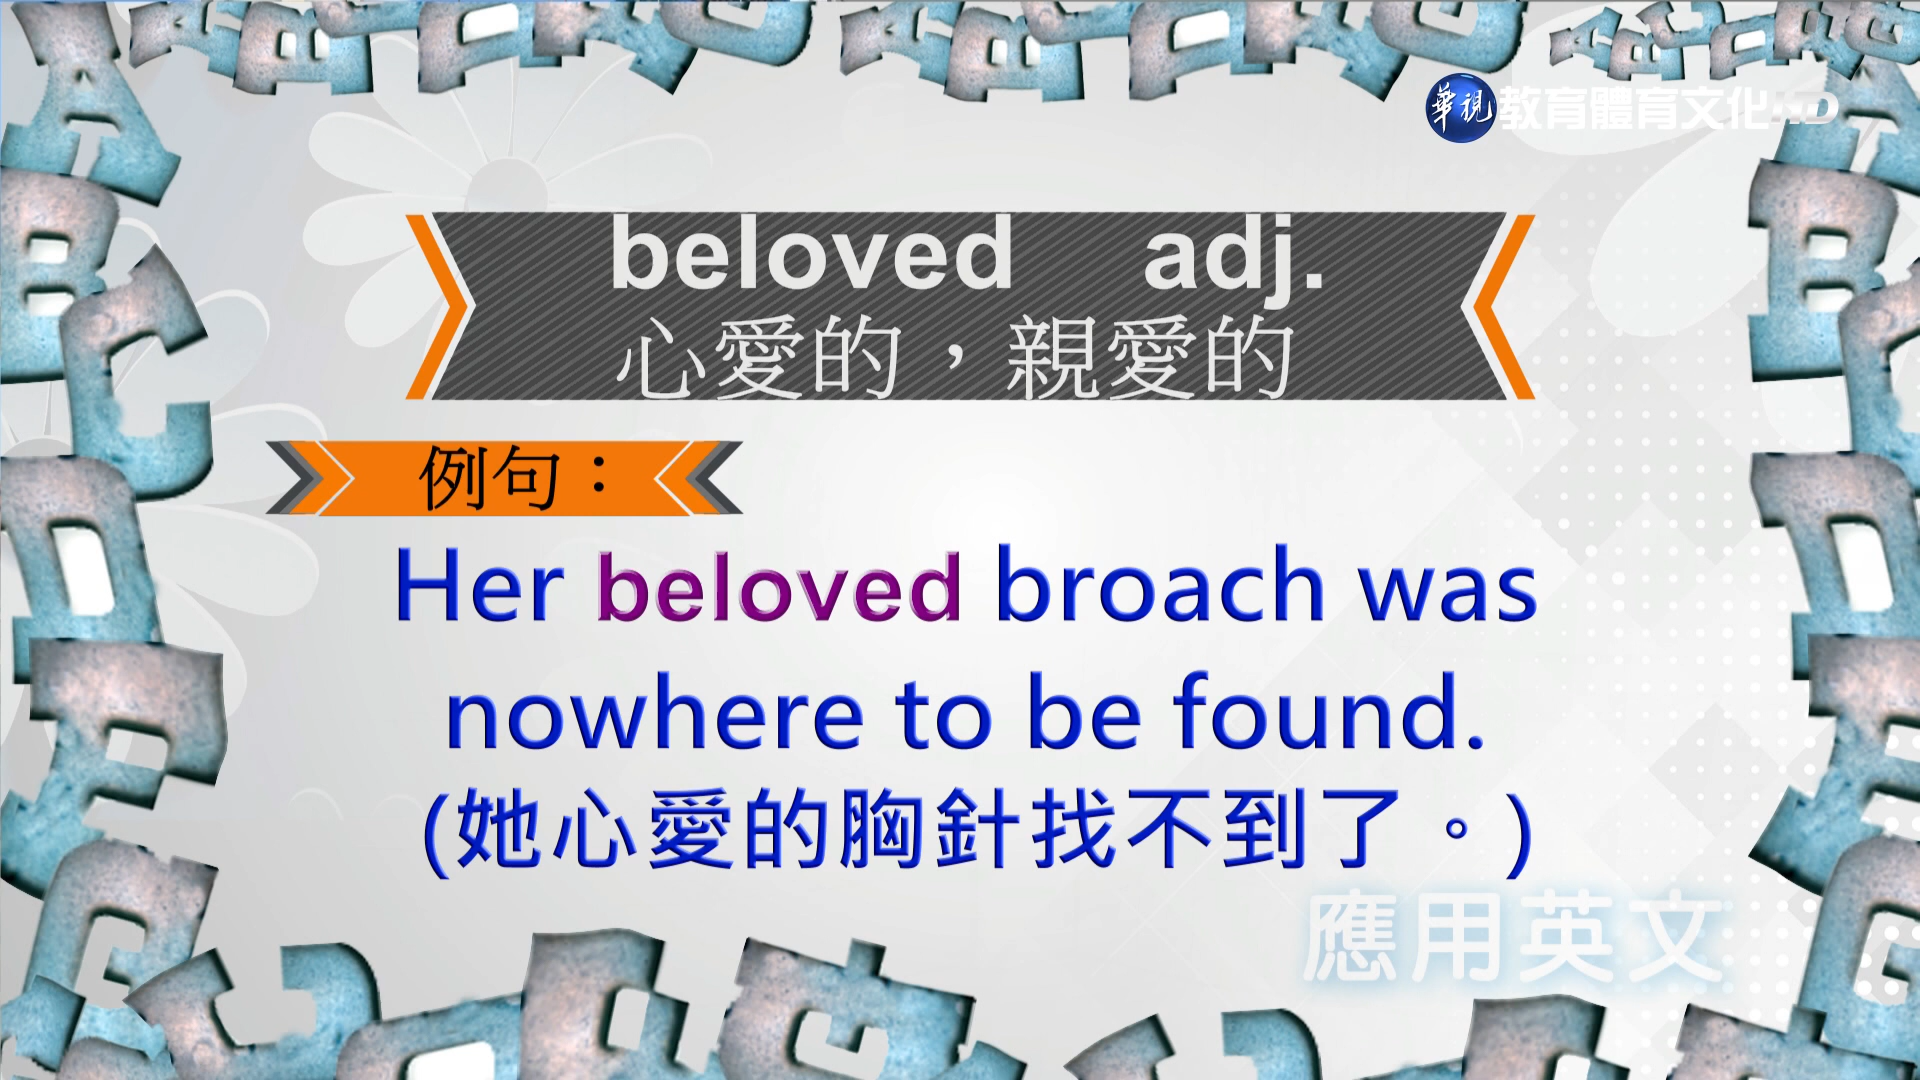 華視 教育體育文化HD
beloved adj.
心愛的，親愛的
例句：
Her beloved broach was
nowhere to be found.
(她心愛的胸針找不到了。)
應用英文